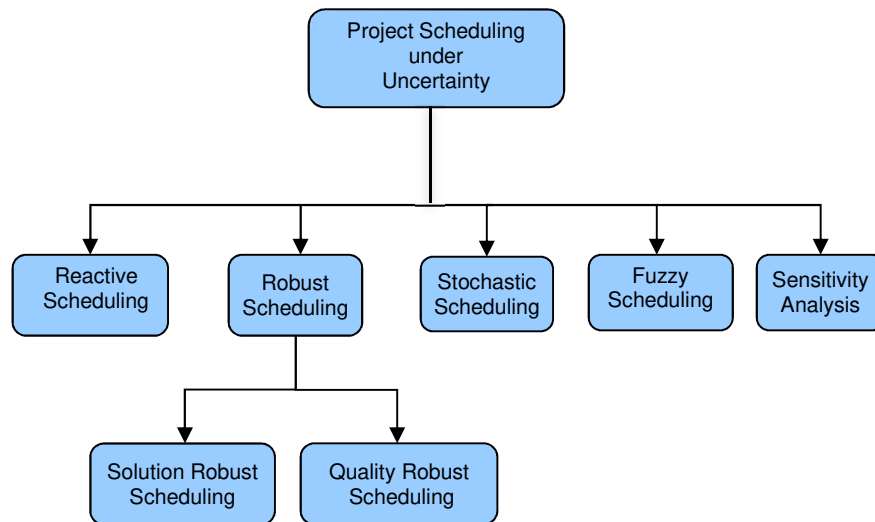 Project Scheduling
under
Uncertainty
Reactive
Scheduling
Robust
Scheduling
Stochastic
Scheduling
Fuzzy
Scheduling
Sensitivity
Analysis
Solution Robust
Scheduling
Quality Robust
Scheduling